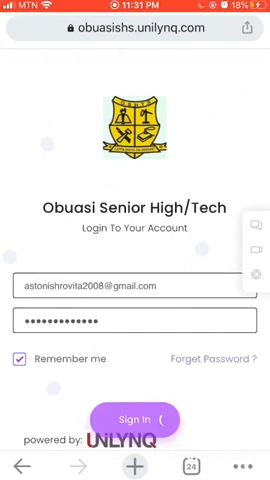 MTN 11:31 PM 18%
obuasishs.unilynq.com
Obuasi Senior High/Tech
Login To Your Account
astonishrovita2008@gmail.com
•••••••••••••
Remember me
Forget Password ?
Sign In
powered by: UNILYNQ
24